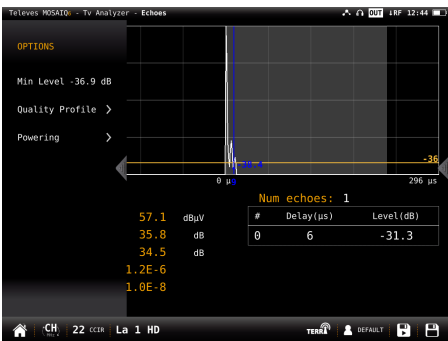 Televes MOSAIQ6 - Tv Analyzer - Echoes OUT ↓RF 12:44
OPTIONS
Min Level -36.9 dB
Quality Profile >
Powering >
-36
0 μs
296 μs
Num echoes: 1
# Delay(μs) Level(dB)
0 6 -31.3
57.1 dBμV
35.8 dB
34.5 dB
1.2E-6
1.0E-8
CH 22 CCIR La 1 HD TERRA DEFAULT